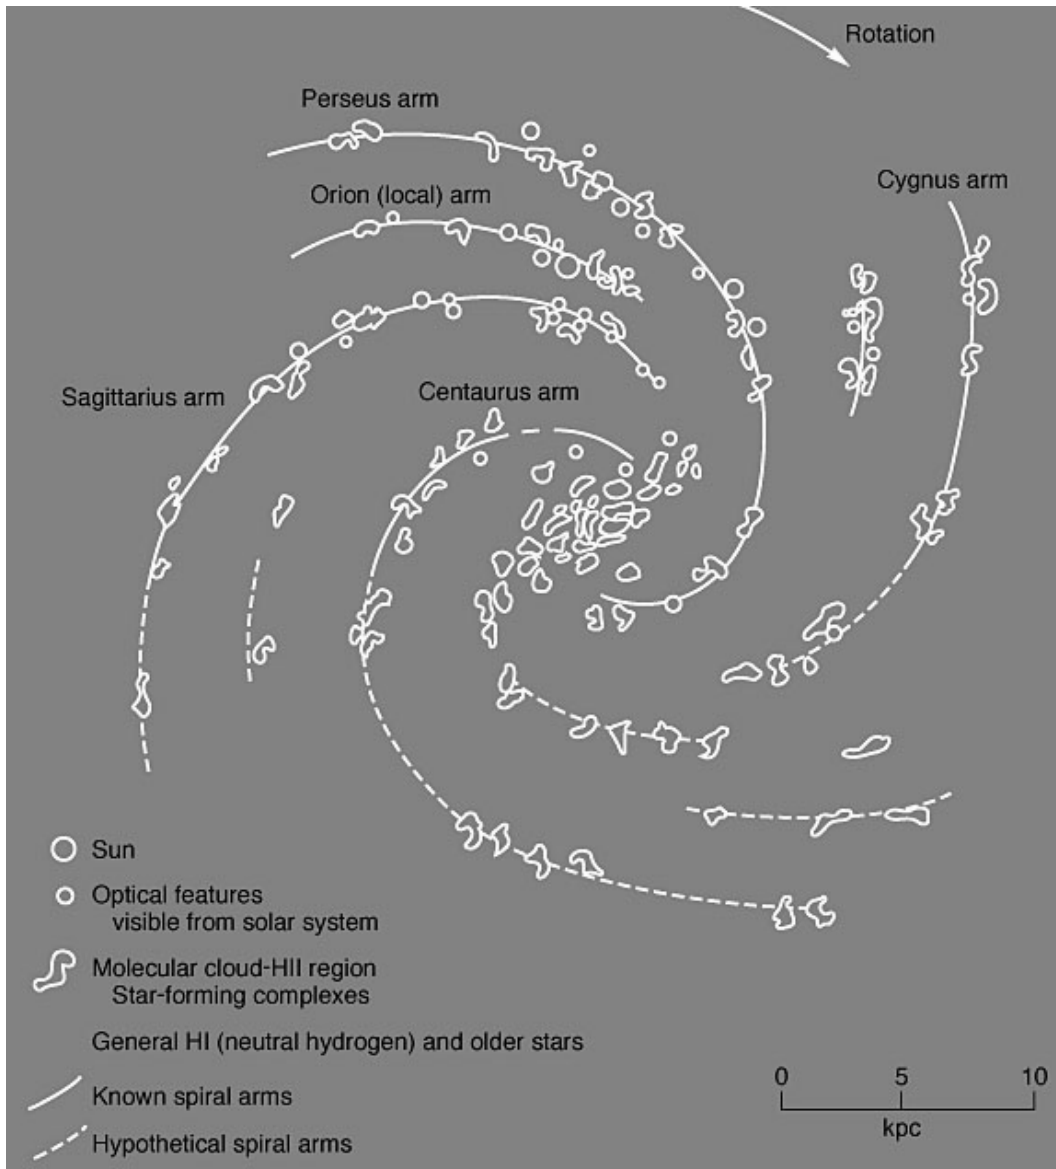 Rotation
Perseus arm
Cygnus arm
Orion (local) arm
Sagittarius arm
Centaurus arm
Sun
Optical features
visible from solar system
Molecular cloud-HII region
Star-forming complexes
General HI (neutral hydrogen) and older stars
Known spiral arms
Hypothetical spiral arms
0 5 10
kpc